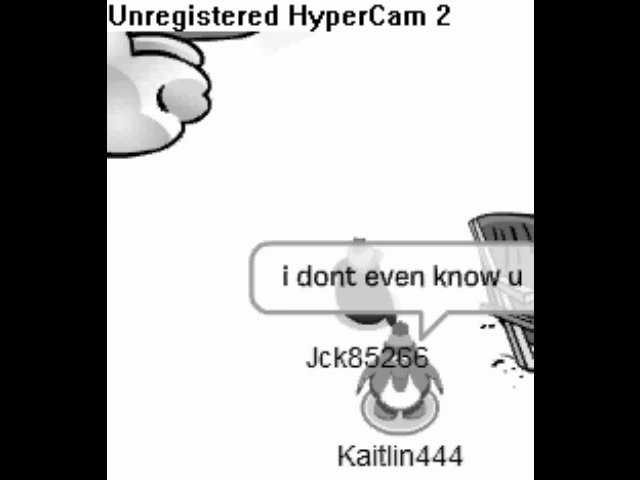 Unregistered HyperCam 2
i dont even know u
Jck85266
Kaitlin444